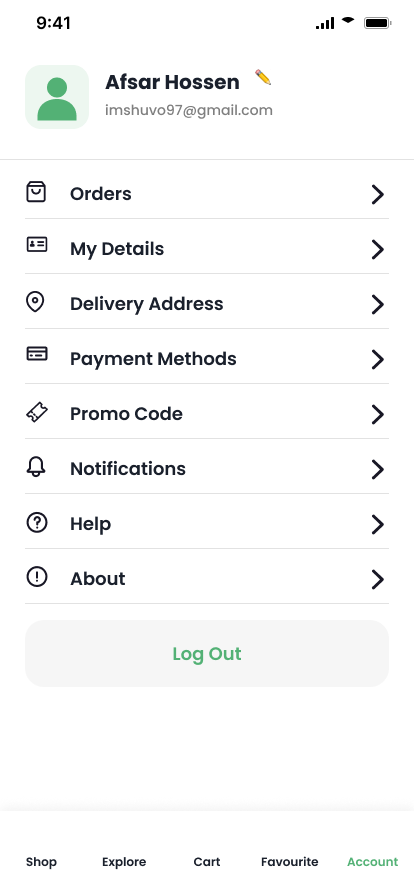 9:41
Afsar Hossen
imshuvo97@gmail.com
Orders
My Details
Delivery Address
Payment Methods
Promo Code
Notifications
Help
About
Log Out
Shop Explore Cart Favourite Account